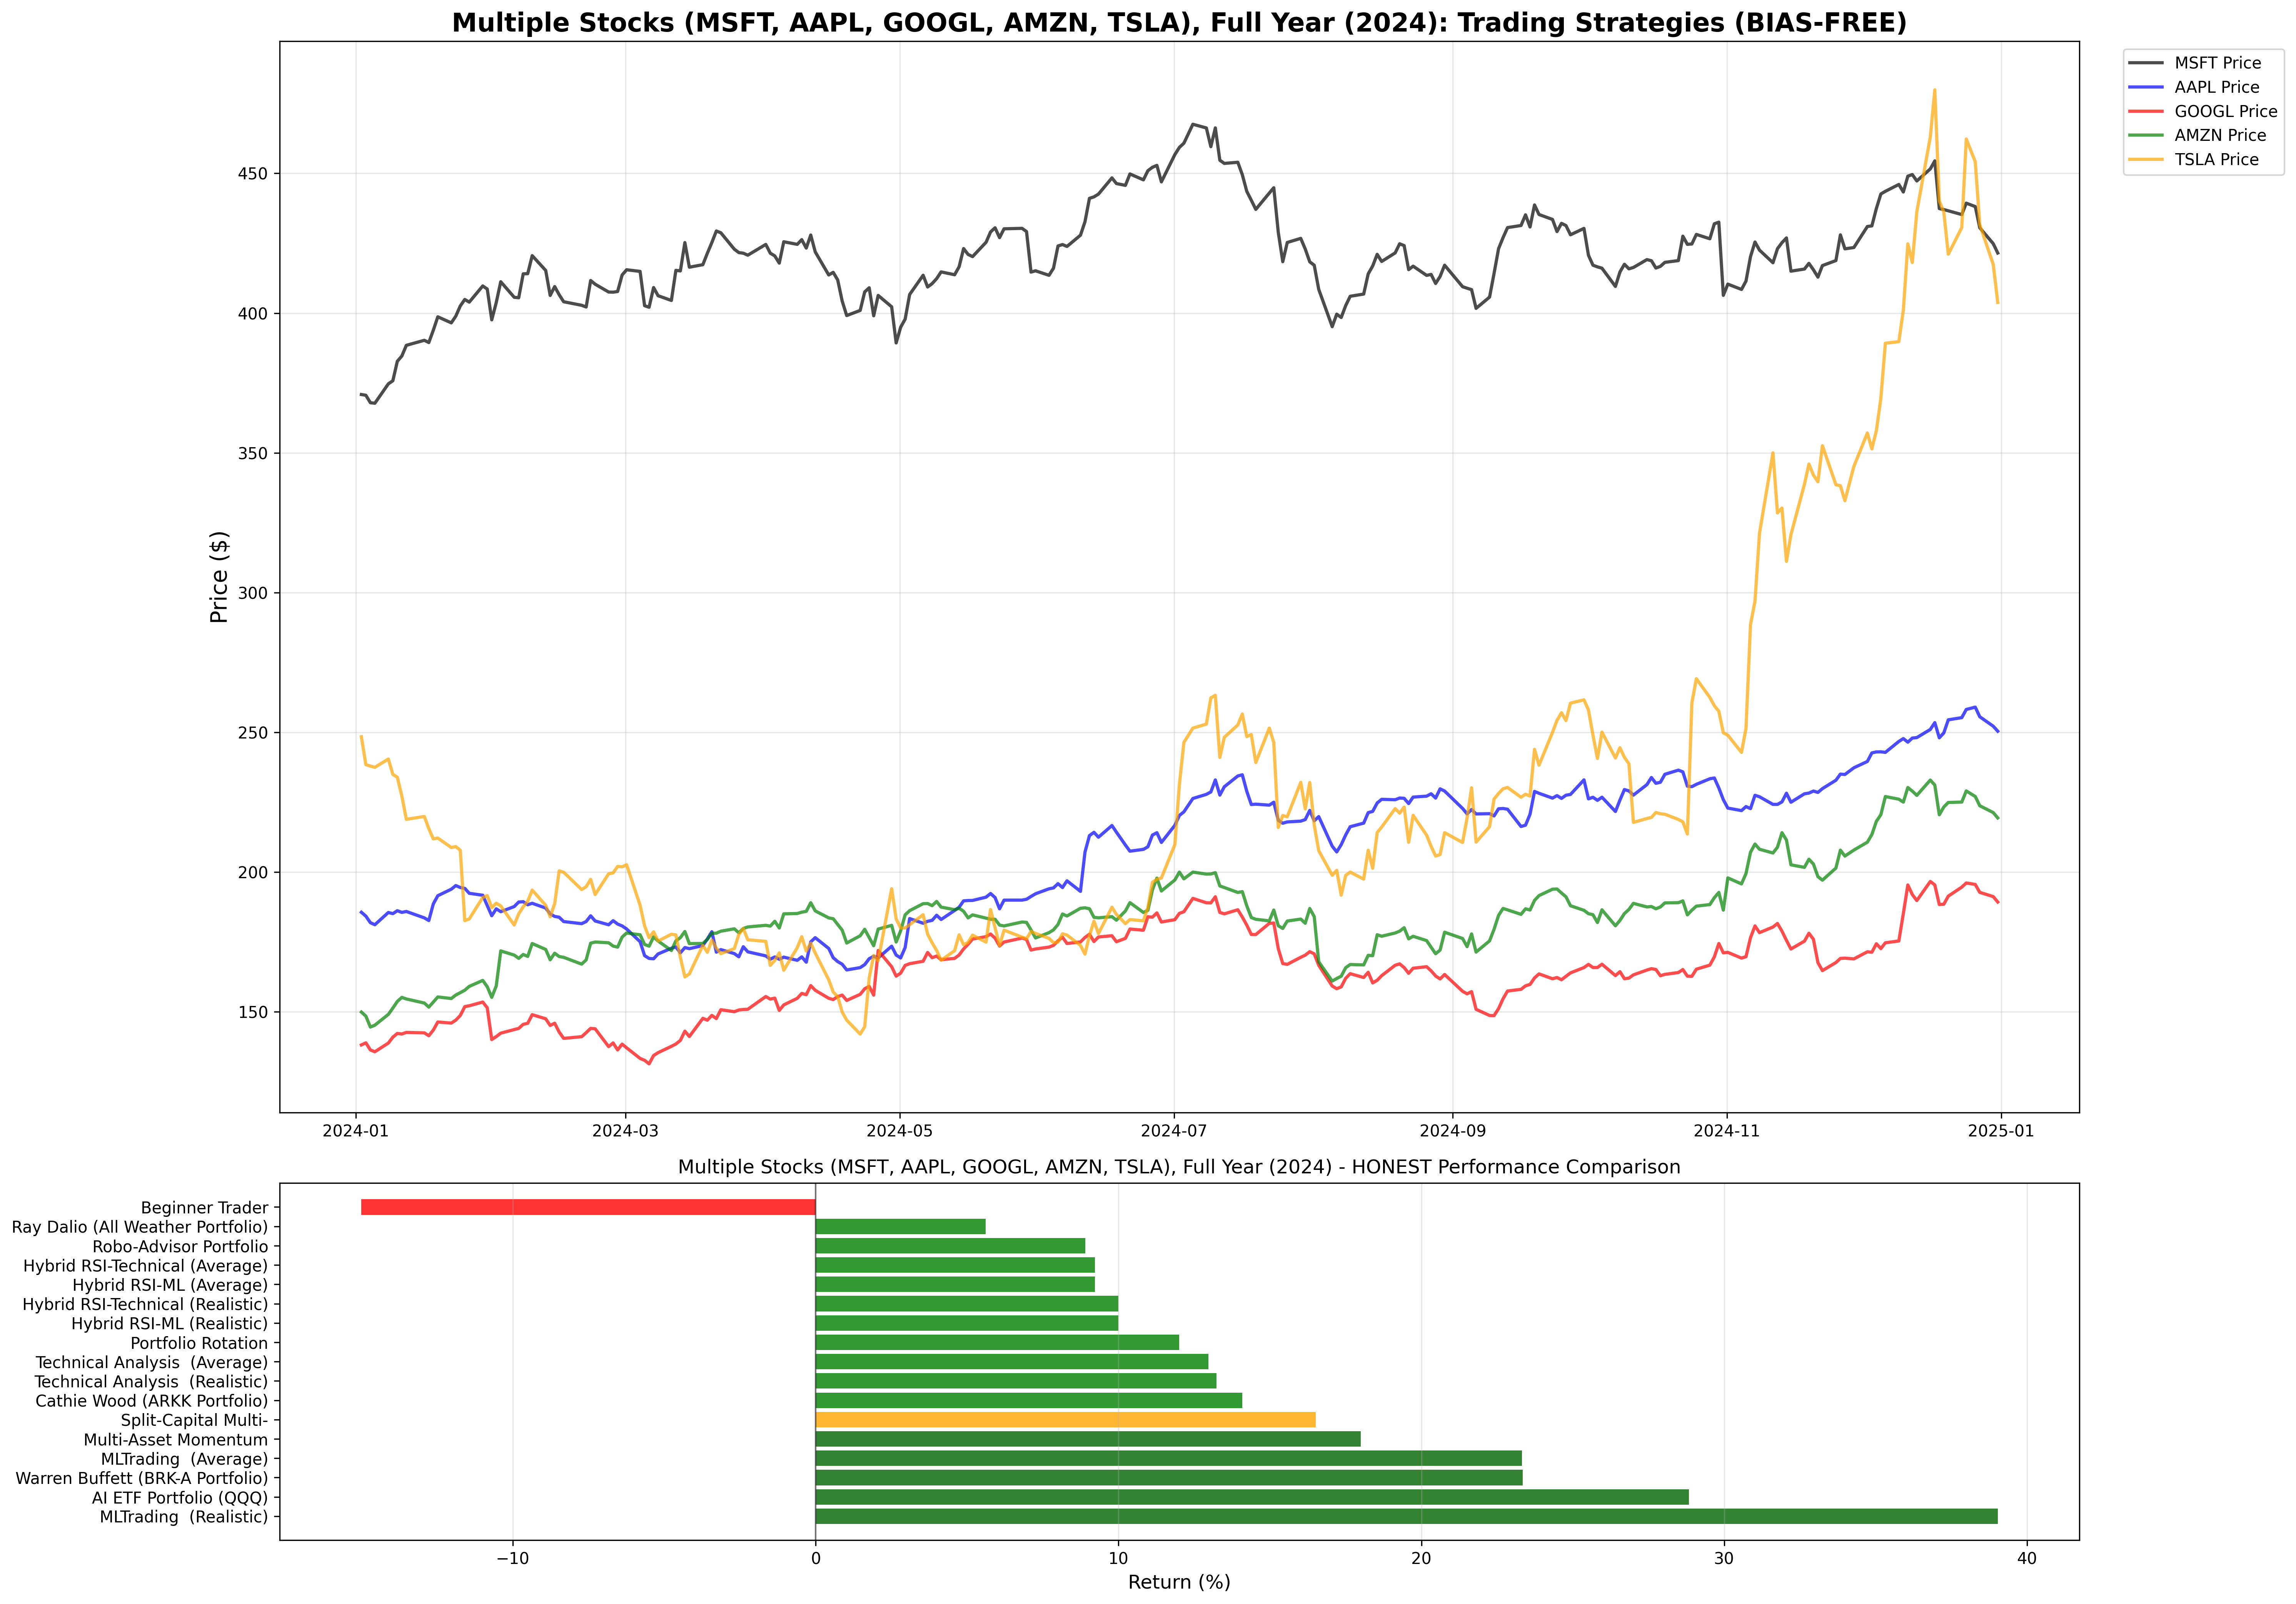 Multiple Stocks (MSFT, AAPL, GOOGL, AMZN, TSLA), Full Year (2024): Trading Strategies (BIAS-FREE)
MSFT Price
AAPL Price
GOOGL Price
AMZN Price
TSLA Price
Price ($)
450
400
350
300
250
200
150
2024-01
2024-03
2024-05
2024-07
2024-09
2024-11
2025-01
Multiple Stocks (MSFT, AAPL, GOOGL, AMZN, TSLA), Full Year (2024) - HONEST Performance Comparison
Beginner Trader
Ray Dalio (All Weather Portfolio)
Robo-Advisor Portfolio
Hybrid RSI-Technical (Average)
Hybrid RSI-ML (Average)
Hybrid RSI-Technical (Realistic)
Hybrid RSI-ML (Realistic)
Portfolio Rotation
Technical Analysis  (Average)
Technical Analysis  (Realistic)
Cathie Wood (ARKK Portfolio)
Split-Capital Multi-
Multi-Asset Momentum
MLTrading  (Average)
Warren Buffett (BRK-A Portfolio)
AI ETF Portfolio (QQQ)
MLTrading  (Realistic)
−10
0
10
20
30
40
Return (%)